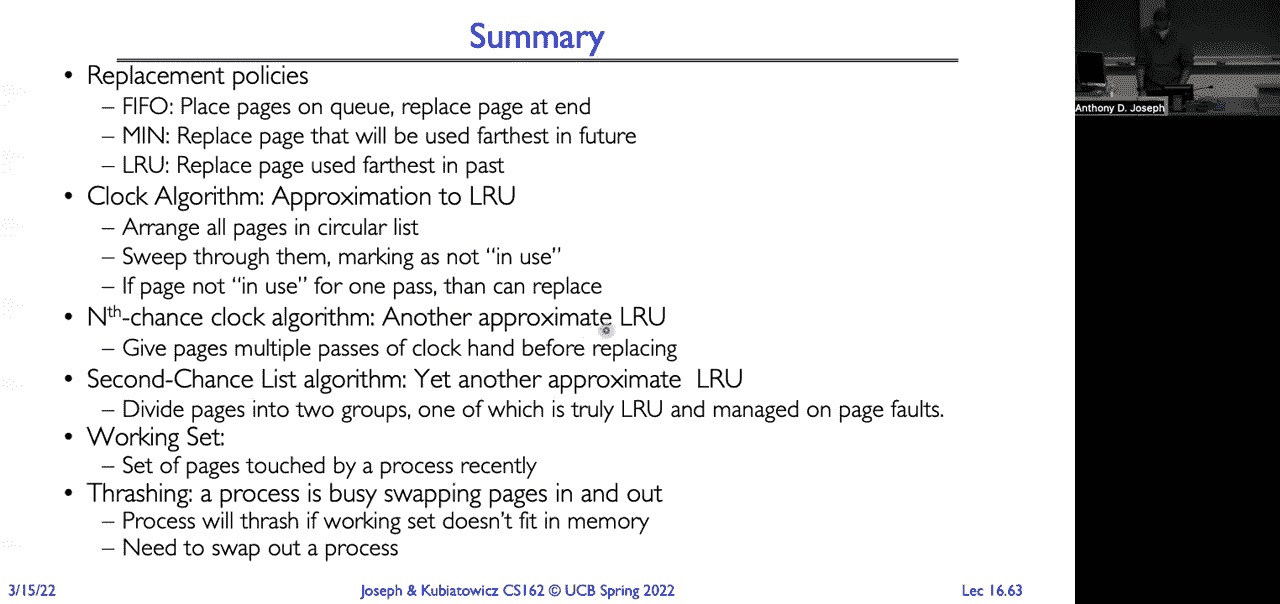 Summary
• Replacement policies
– FIFO: Place pages on queue, replace page at end
– MIN: Replace page that will be used farthest in future
– LRU: Replace page used farthest in past
• Clock Algorithm: Approximation to LRU
– Arrange all pages in circular list
– Sweep through them, marking as not “in use”
– If page not “in use” for one pass, than can replace
• Nth-chance clock algorithm: Another approximate LRU
– Give pages multiple passes of clock hand before replacing
• Second-Chance List algorithm: Yet another approximate LRU
– Divide pages into two groups, one of which is truly LRU and managed on page faults.
• Working Set:
– Set of pages touched by a process recently
• Thrashing: a process is busy swapping pages in and out
– Process will thrash if working set doesn’t fit in memory
– Need to swap out a process
3/15/22
Joseph & Kubiatowicz CS162 © UCB Spring 2022
Lec 16.63
Anthony D. Joseph